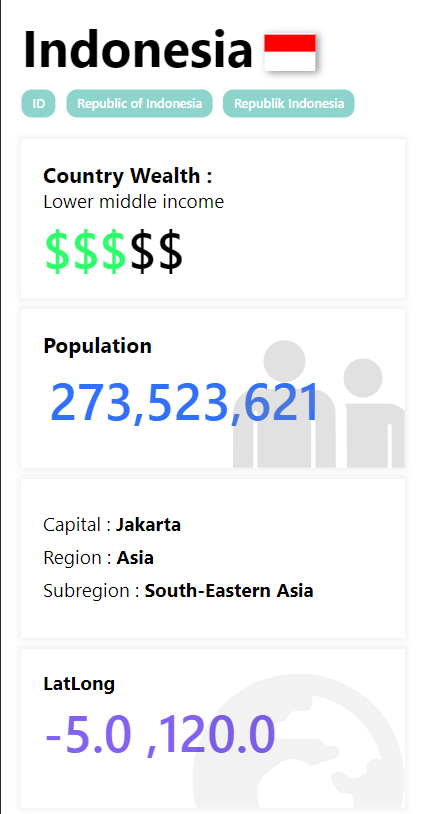 Indonesia
ID Republic of Indonesia Republik Indonesia
Country Wealth :
Lower middle income
$$$$$
Population
273,523,621
Capital : Jakarta
Region : Asia
Subregion : South-Eastern Asia
LatLong
-5.0 ,120.0